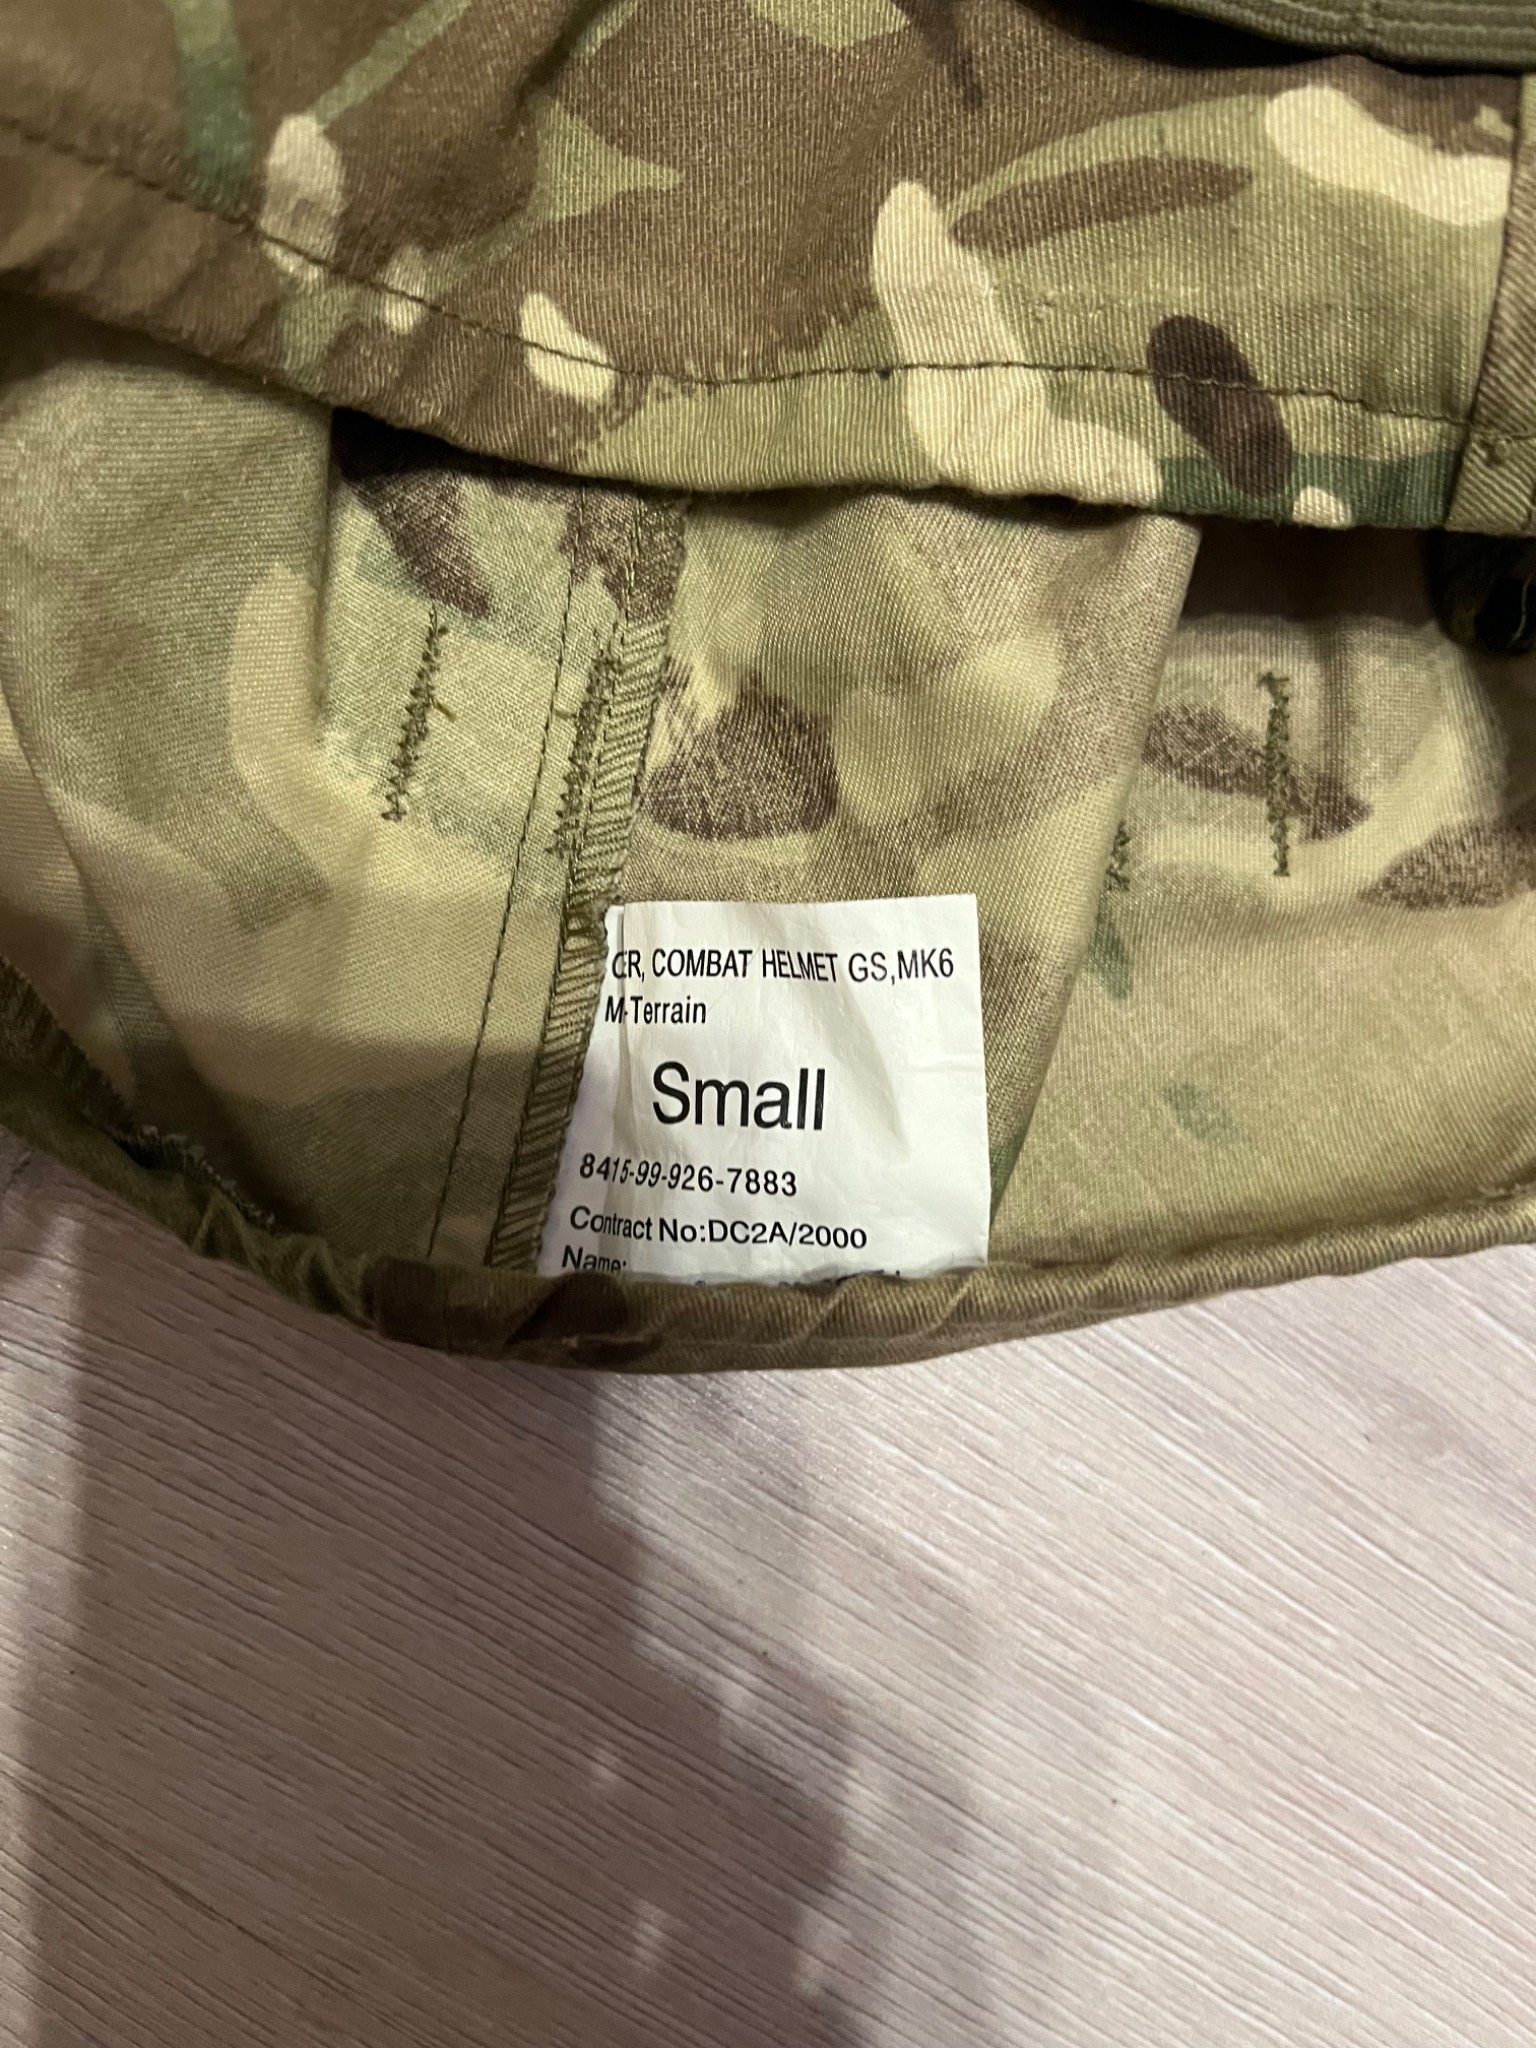 CR, COMBAT HELMET GS,MK6
M-Terrain
Small
8415-99-926-7883
Contract No:DC2A/2000
Name: